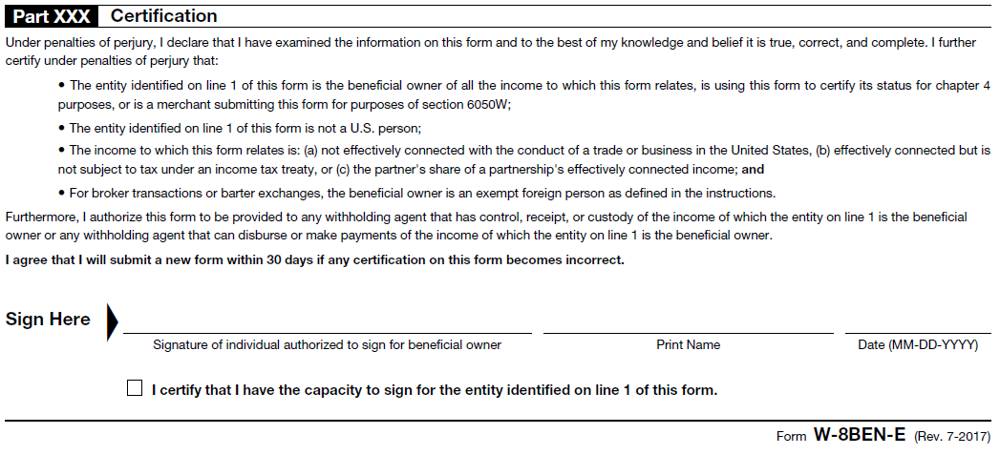 Part XXX Certification
Under penalties of perjury, I declare that I have examined the information on this form and to the best of my knowledge and belief it is true, correct, and complete. I further
certify under penalties of perjury that:
• The entity identified on line 1 of this form is the beneficial owner of all the income to which this form relates, is using this form to certify its status for chapter 4
purposes, or is a merchant submitting this form for purposes of section 6050W;
• The entity identified on line 1 of this form is not a U.S. person;
• The income to which this form relates is: (a) not effectively connected with the conduct of a trade or business in the United States, (b) effectively connected but is
not subject to tax under an income tax treaty, or (c) the partner's share of a partnership's effectively connected income; and
• For broker transactions or barter exchanges, the beneficial owner is an exempt foreign person as defined in the instructions.
Furthermore, I authorize this form to be provided to any withholding agent that has control, receipt, or custody of the income of which the entity on line 1 is the beneficial
owner or any withholding agent that can disburse or make payments of the income of which the entity on line 1 is the beneficial owner.
I agree that I will submit a new form within 30 days if any certification on this form becomes incorrect.
Sign Here
Signature of individual authorized to sign for beneficial owner Print Name Date (MM-DD-YYYY)
I certify that I have the capacity to sign for the entity identified on line 1 of this form.
Form W-8BEN-E (Rev. 7-2017)